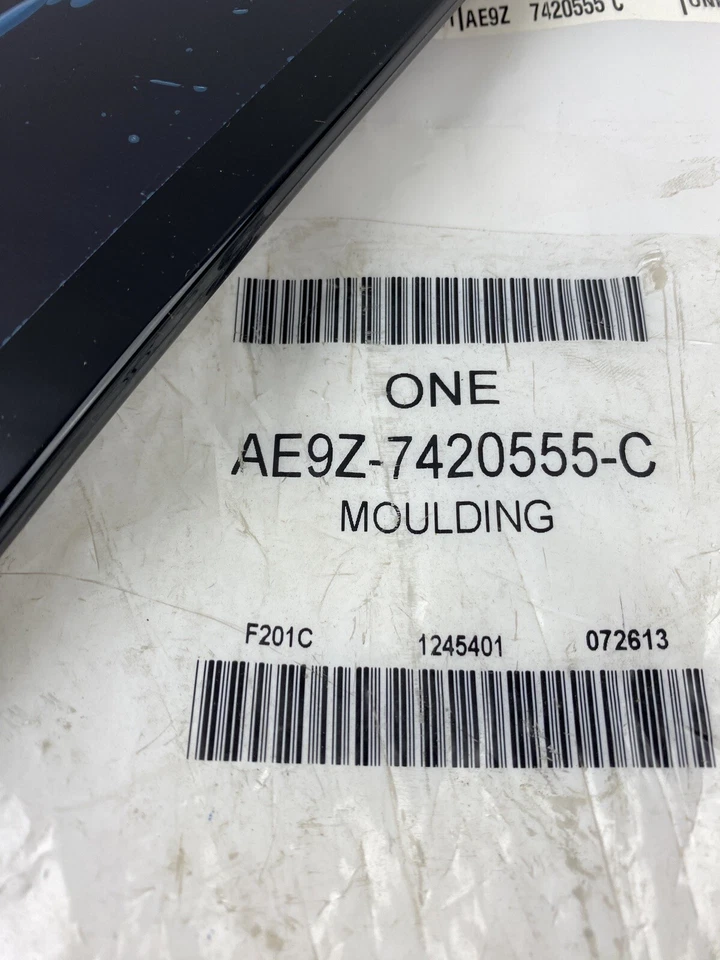 AE9Z 7420555 C
ONE
AE9Z-7420555-C
MOULDING
F201C 1245401 072613